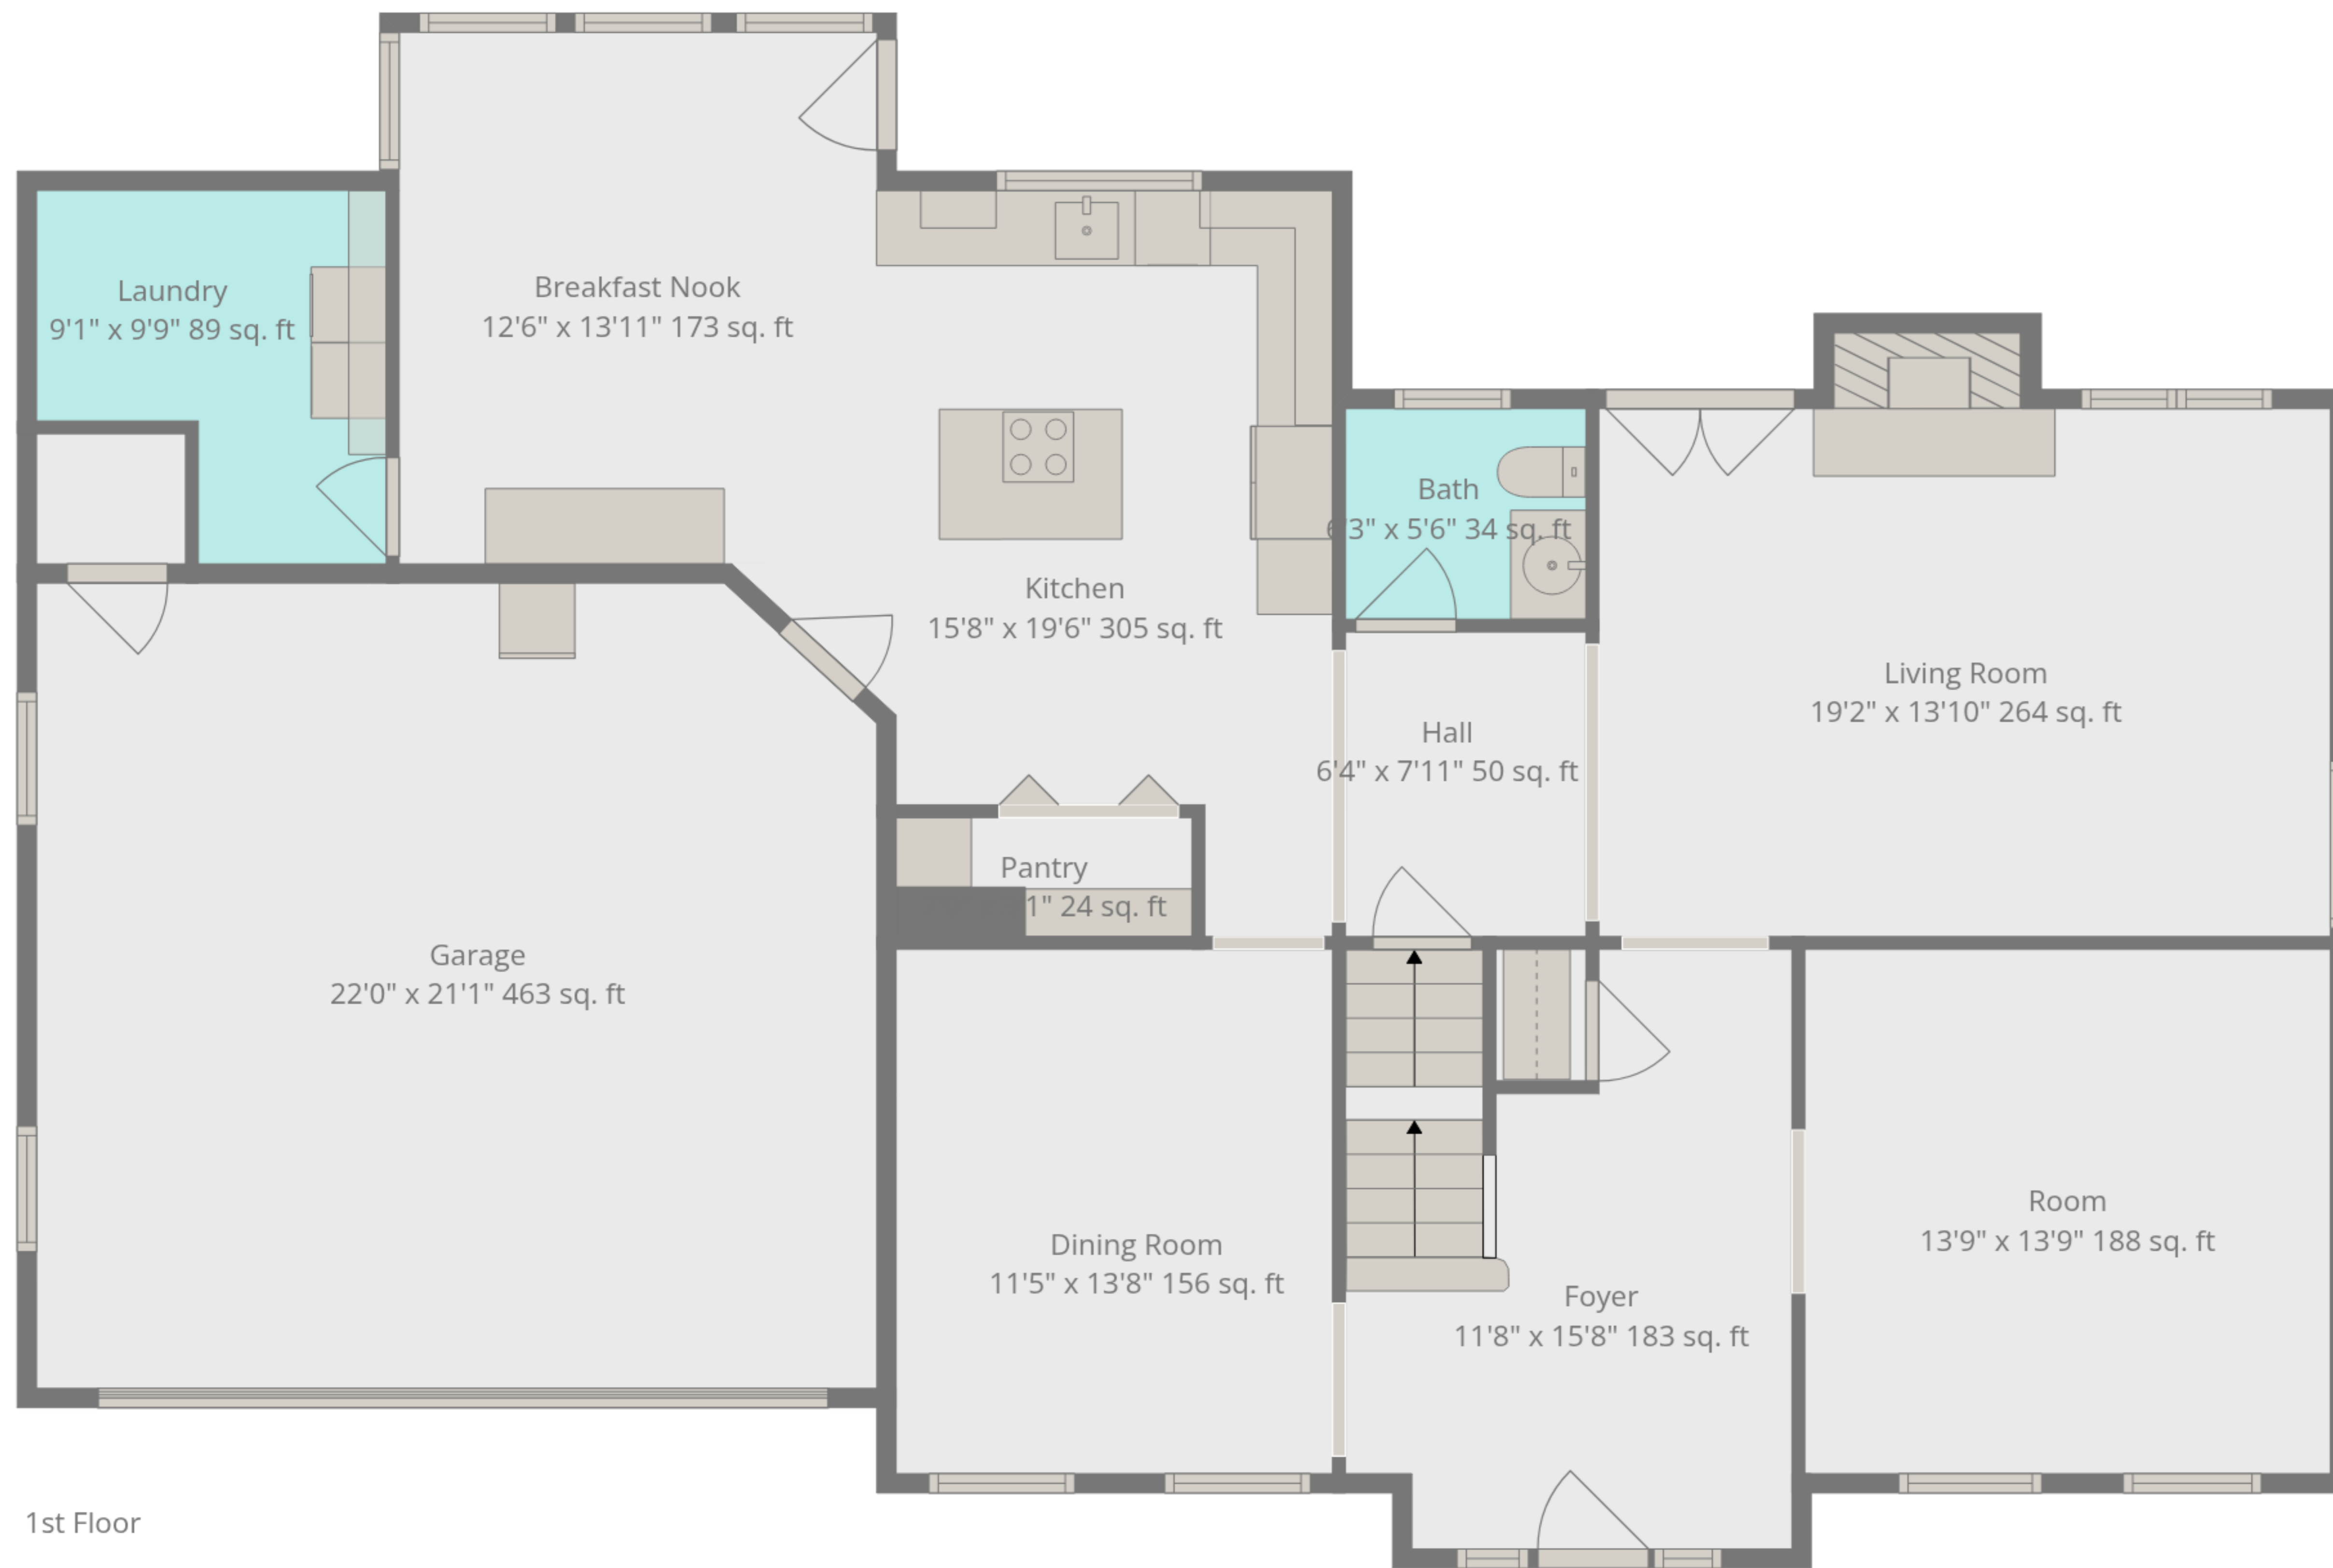 Laundry
9'1" x 9'9" 89 sq. ft
Breakfast Nook
12'6" x 13'11" 173 sq. ft
Bath
6'3" x 5'6" 34 sq. ft
Kitchen
15'8" x 19'6" 305 sq. ft
Living Room
19'2" x 13'10" 264 sq. ft
Hall
6'4" x 7'11" 50 sq. ft
Pantry
24 sq. ft
Garage
22'0" x 21'1" 463 sq. ft
Dining Room
11'5" x 13'8" 156 sq. ft
Foyer
11'8" x 15'8" 183 sq. ft
Room
13'9" x 13'9" 188 sq. ft
1st Floor